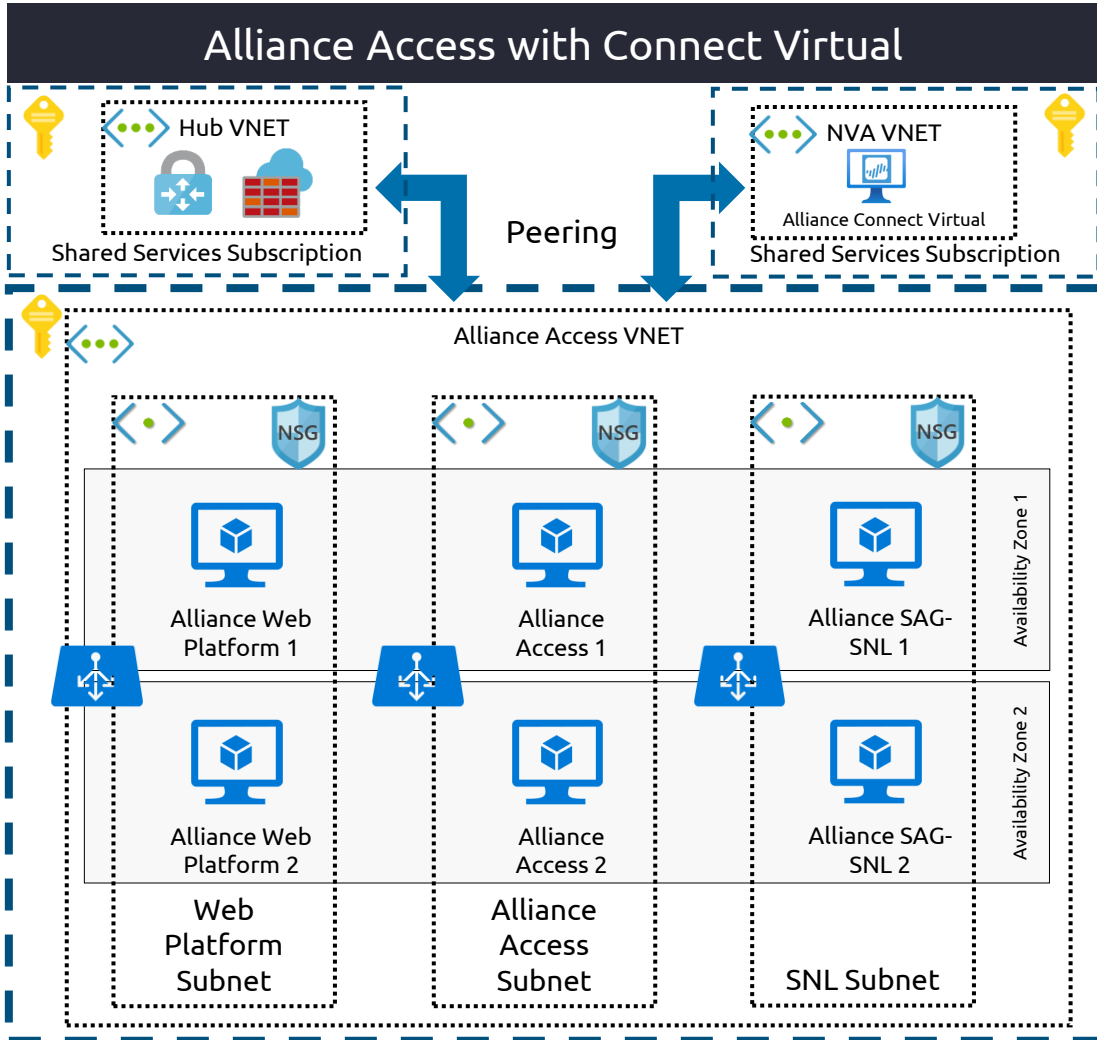 Alliance Access with Connect Virtual
Hub VNET
Shared Services Subscription
Peering
NVA VNET
Alliance Connect Virtual
Shared Services Subscription
Alliance Access VNET
NSG
NSG
NSG
Alliance Web
Platform 1
Alliance
Access 1
Alliance SAG-
SNL 1
Availability Zone 1
Alliance Web
Platform 2
Alliance
Access 2
Alliance SAG-
SNL 2
Availability Zone 2
Web
Platform
Subnet
Alliance
Access
Subnet
SNL Subnet